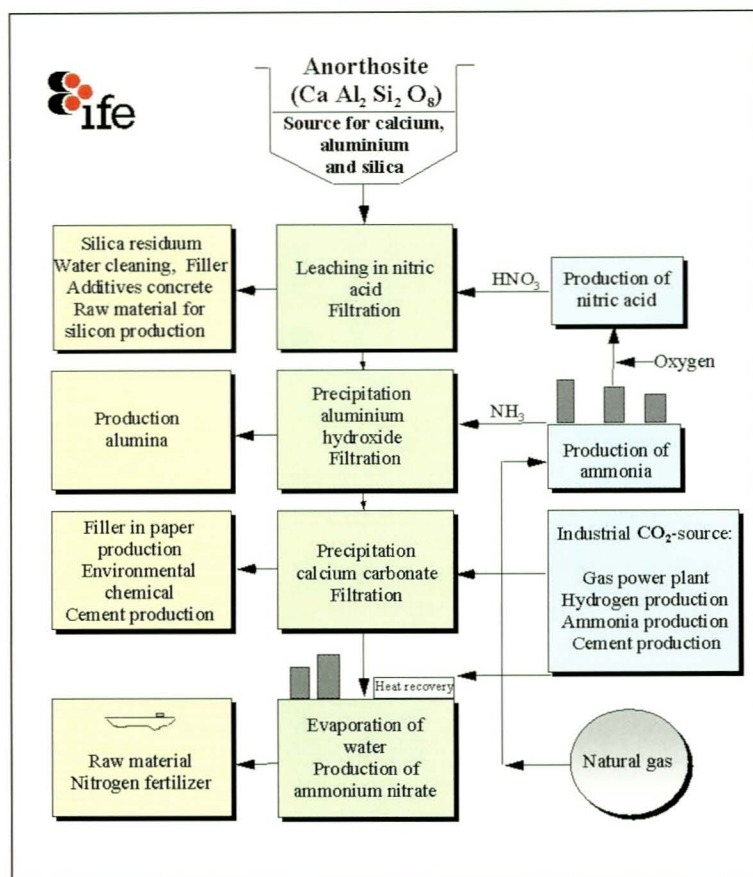 ife
Anorthosite
(Ca Al₂ Si₂ O₈)
Source for calcium,
aluminium
and silica
Silica residuum
Water cleaning, Filler
Additives concrete
Raw material for
silicon production
Leaching in nitric
acid
Filtration
HNO₃
Production of
nitric acid
Oxygen
Production
alumina
Precipitation
aluminium
hydroxide
Filtration
NH₃
Production of
ammonia
Filler in paper
production
Environmental
chemical
Cement production
Precipitation
calcium carbonate
Filtration
Industrial CO₂-source:
Gas power plant
Hydrogen production
Ammonia production
Cement production
Heat recovery
Raw material
Nitrogen fertilizer
Evaporation of
water
Production of
ammonium nitrate
Natural gas